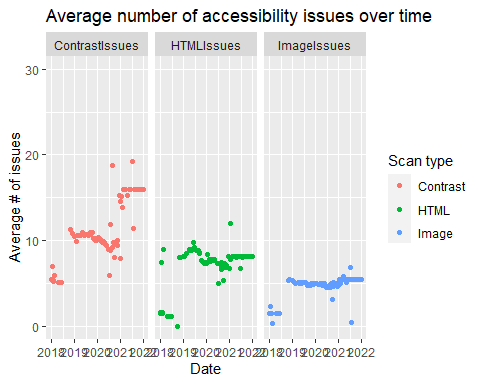 Average number of accessibility issues over time
ContrastIssues HTMLIssues ImageIssues
Average # of issues
30
20
10
0
2018 2019 2020 2021 2022 2018 2019 2020 2021 2022 2018 2019 2020 2021 2022
Date
Scan type
Contrast
HTML
Image